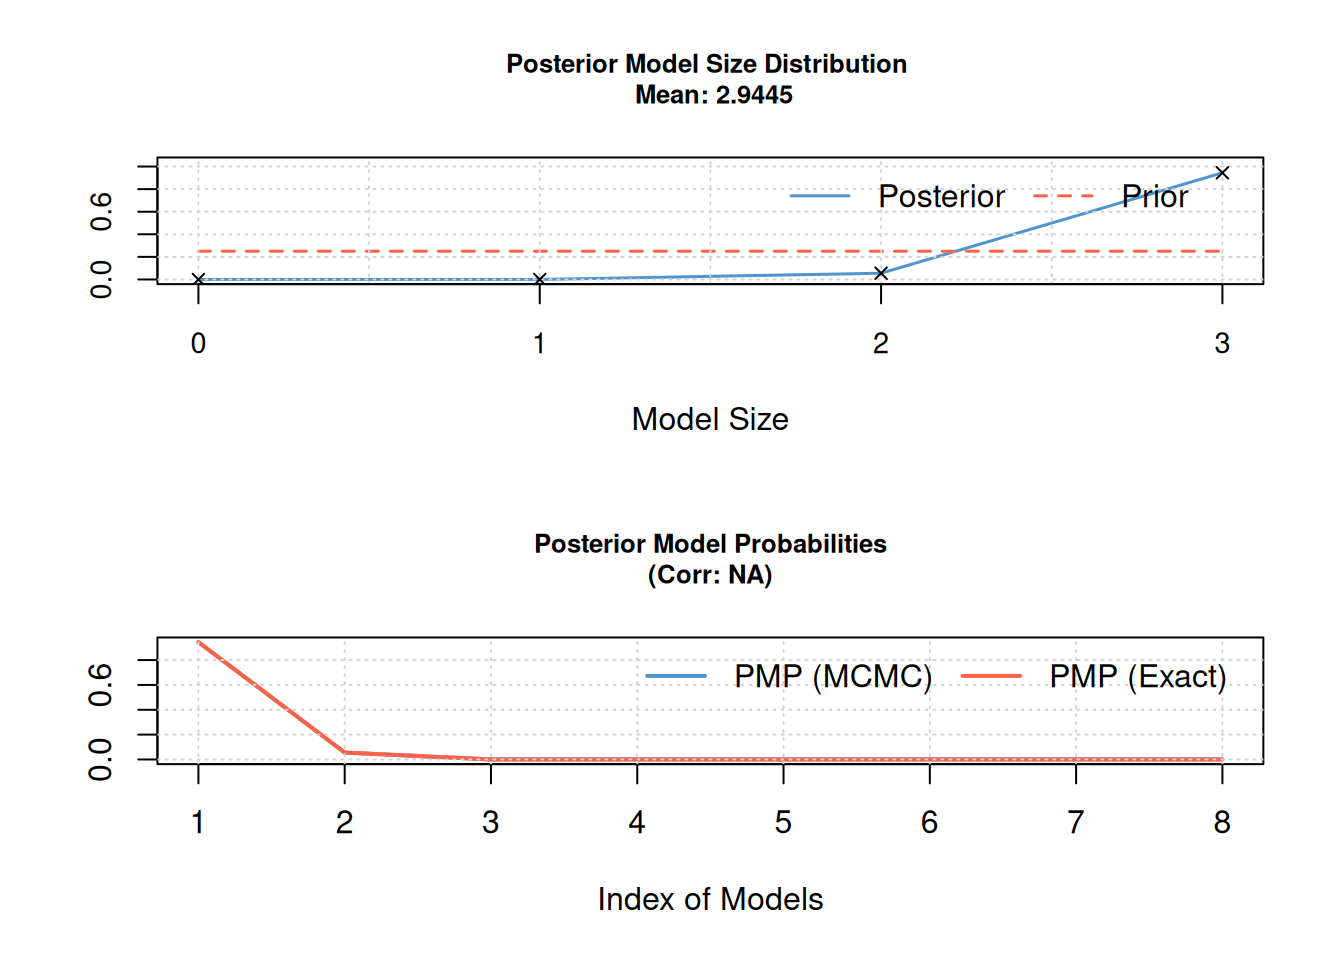 Posterior Model Size Distribution
Mean: 2.9445
Posterior Prior
0.6
0.0
0 1 2 3
Model Size
Posterior Model Probabilities
(Corr: NA)
PMP (MCMC) PMP (Exact)
0.6
0.0
1 2 3 4 5 6 7 8
Index of Models